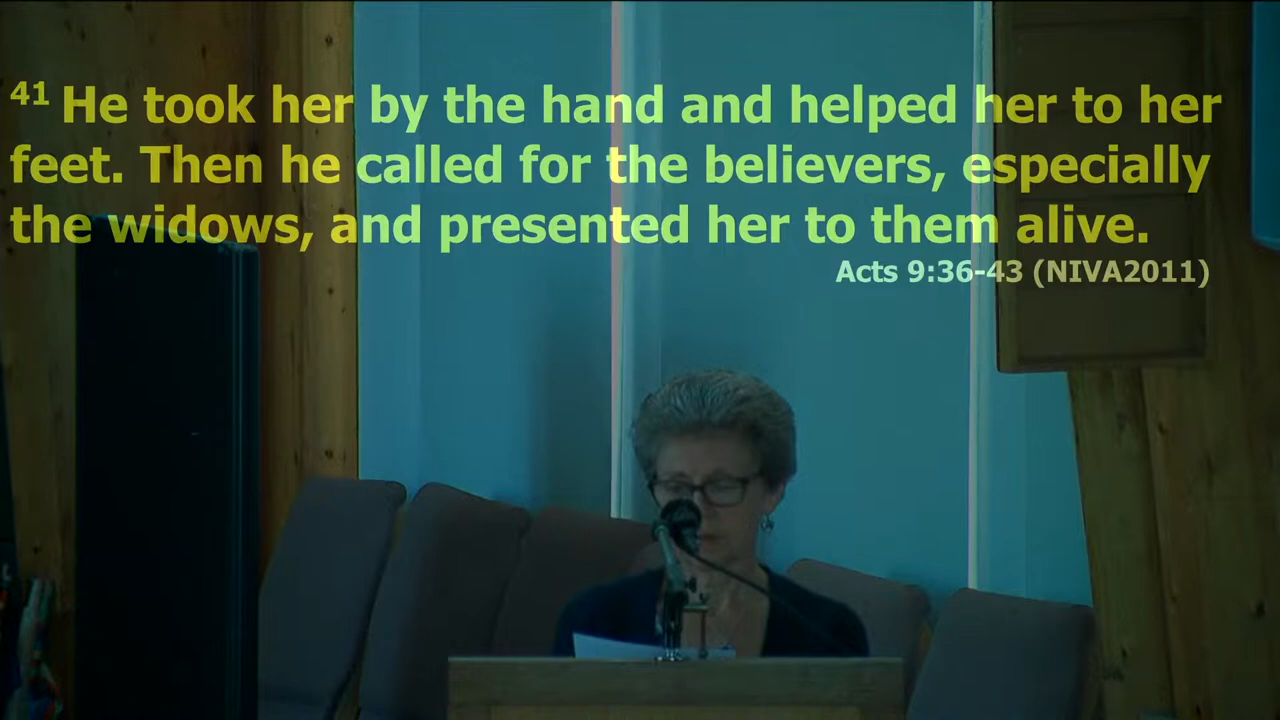 41 He took her by the hand and helped her to her
feet. Then he called for the believers, especially
the widows, and presented her to them alive.
Acts 9:36-43 (NIVA2011)